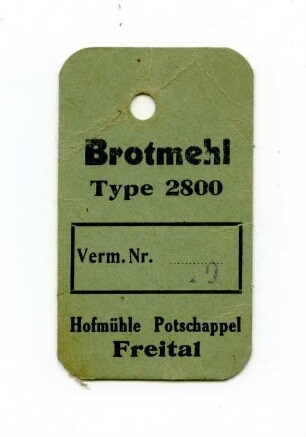 Brotmehl
Type 2800
Verm. Nr. ..........
Hofmühle Potschappel
Freital